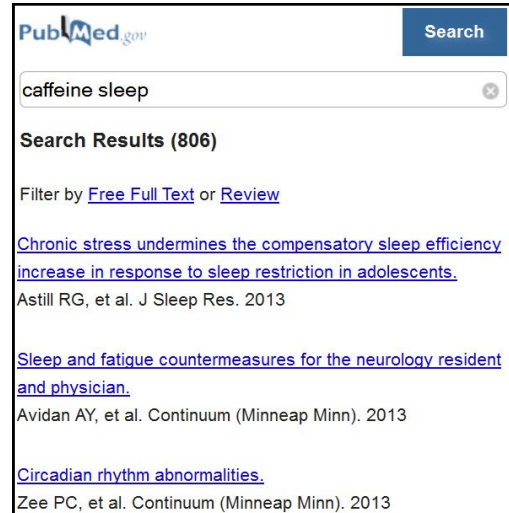 PubMed.gov
Search
caffeine sleep
Search Results (806)
Filter by Free Full Text or Review
Chronic stress undermines the compensatory sleep efficiency
increase in response to sleep restriction in adolescents.
Astill RG, et al. J Sleep Res. 2013
Sleep and fatigue countermeasures for the neurology resident
and physician.
Avidan AY, et al. Continuum (Minneap Minn). 2013
Circadian rhythm abnormalities.
Zee PC, et al. Continuum (Minneap Minn). 2013